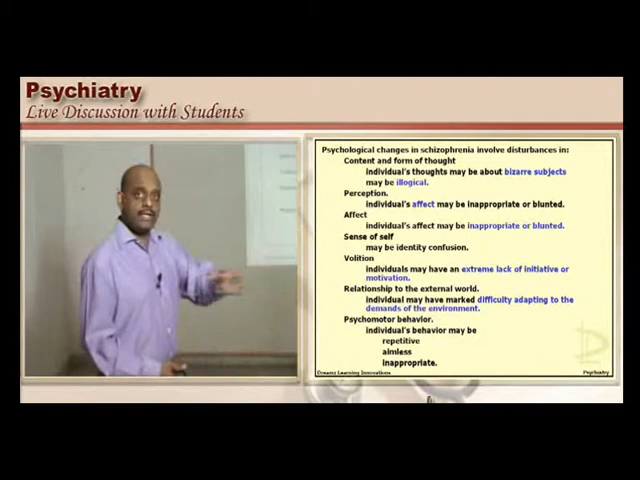 Psychiatry
Live Discussion with Students
Psychological changes in schizophrenia involve disturbances in:
Content and form of thought
individual's thoughts may be about bizarre subjects
may be illogical.
Perception.
individual's affect may be inappropriate or blunted.
Affect
individual's affect may be inappropriate or blunted.
Sense of self
may be identity confusion.
Volition
individuals may have an extreme lack of initiative or
motivation.
Relationship to the external world.
individual may have marked difficulty adapting to the
demands of the environment.
Psychomotor behavior.
individual's behavior may be
repetitive
aimless
inappropriate.
Dreamz Learning Innovations
Psychiatry